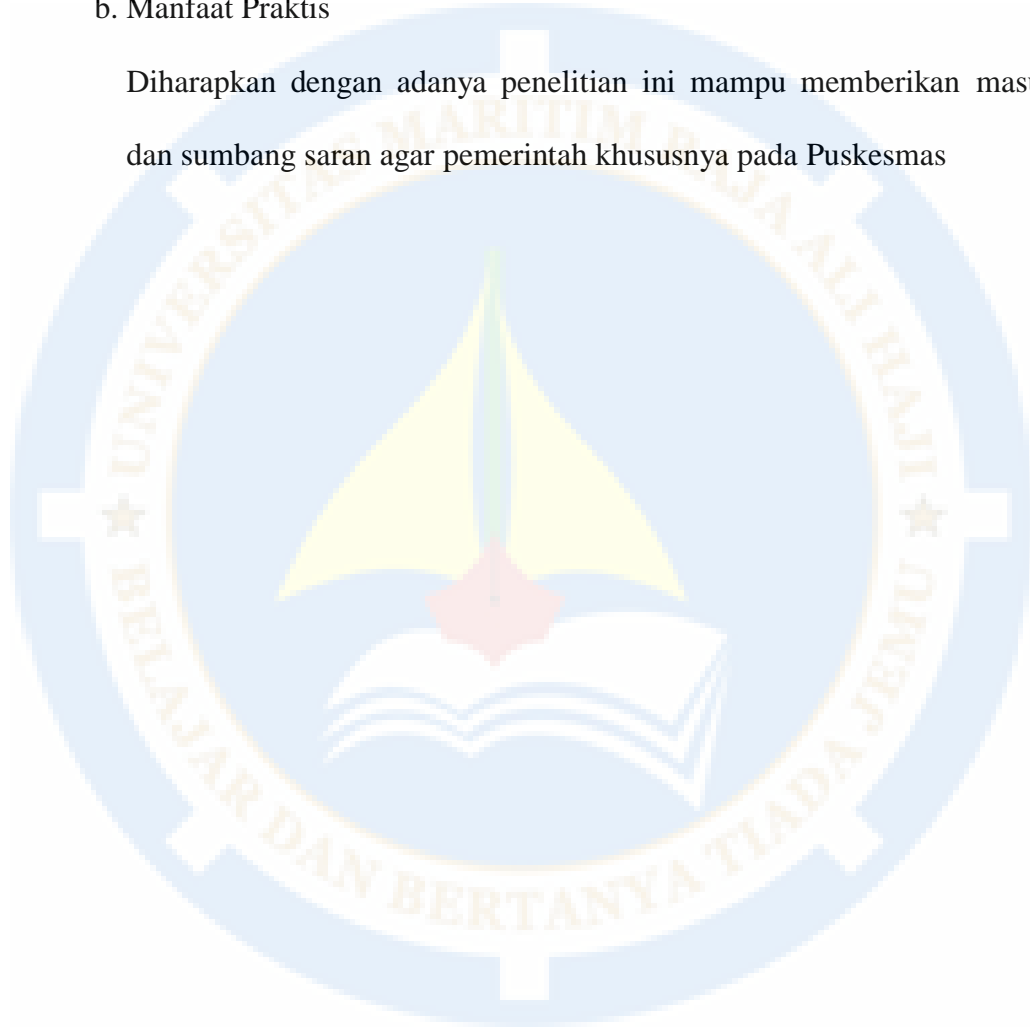 b. Manfaat Praktis
Diharapkan dengan adanya penelitian ini mampu memberikan
dan sumbang saran agar pemerintah khususnya pada Puskesmas
UNIVERSITAS MARITIM RAJA ALI HAJI
BELAJAR DAN BERTANYA TIADA JEMU